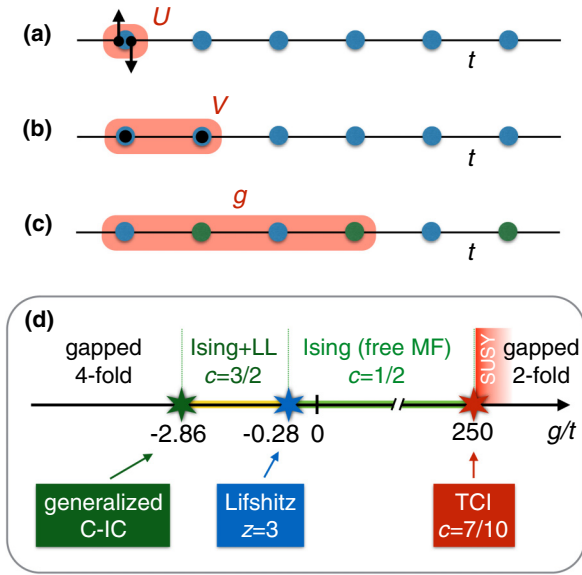 (a)
U
t
(b)
V
t
(c)
g
t
(d)
gapped
4-fold
Ising+LL
c=3/2
Ising (free MF)
c=1/2
SUSY
gapped
2-fold
-2.86
-0.28
0
250
g/t
generalized
C-IC
Lifshitz
z=3
TCI
c=7/10